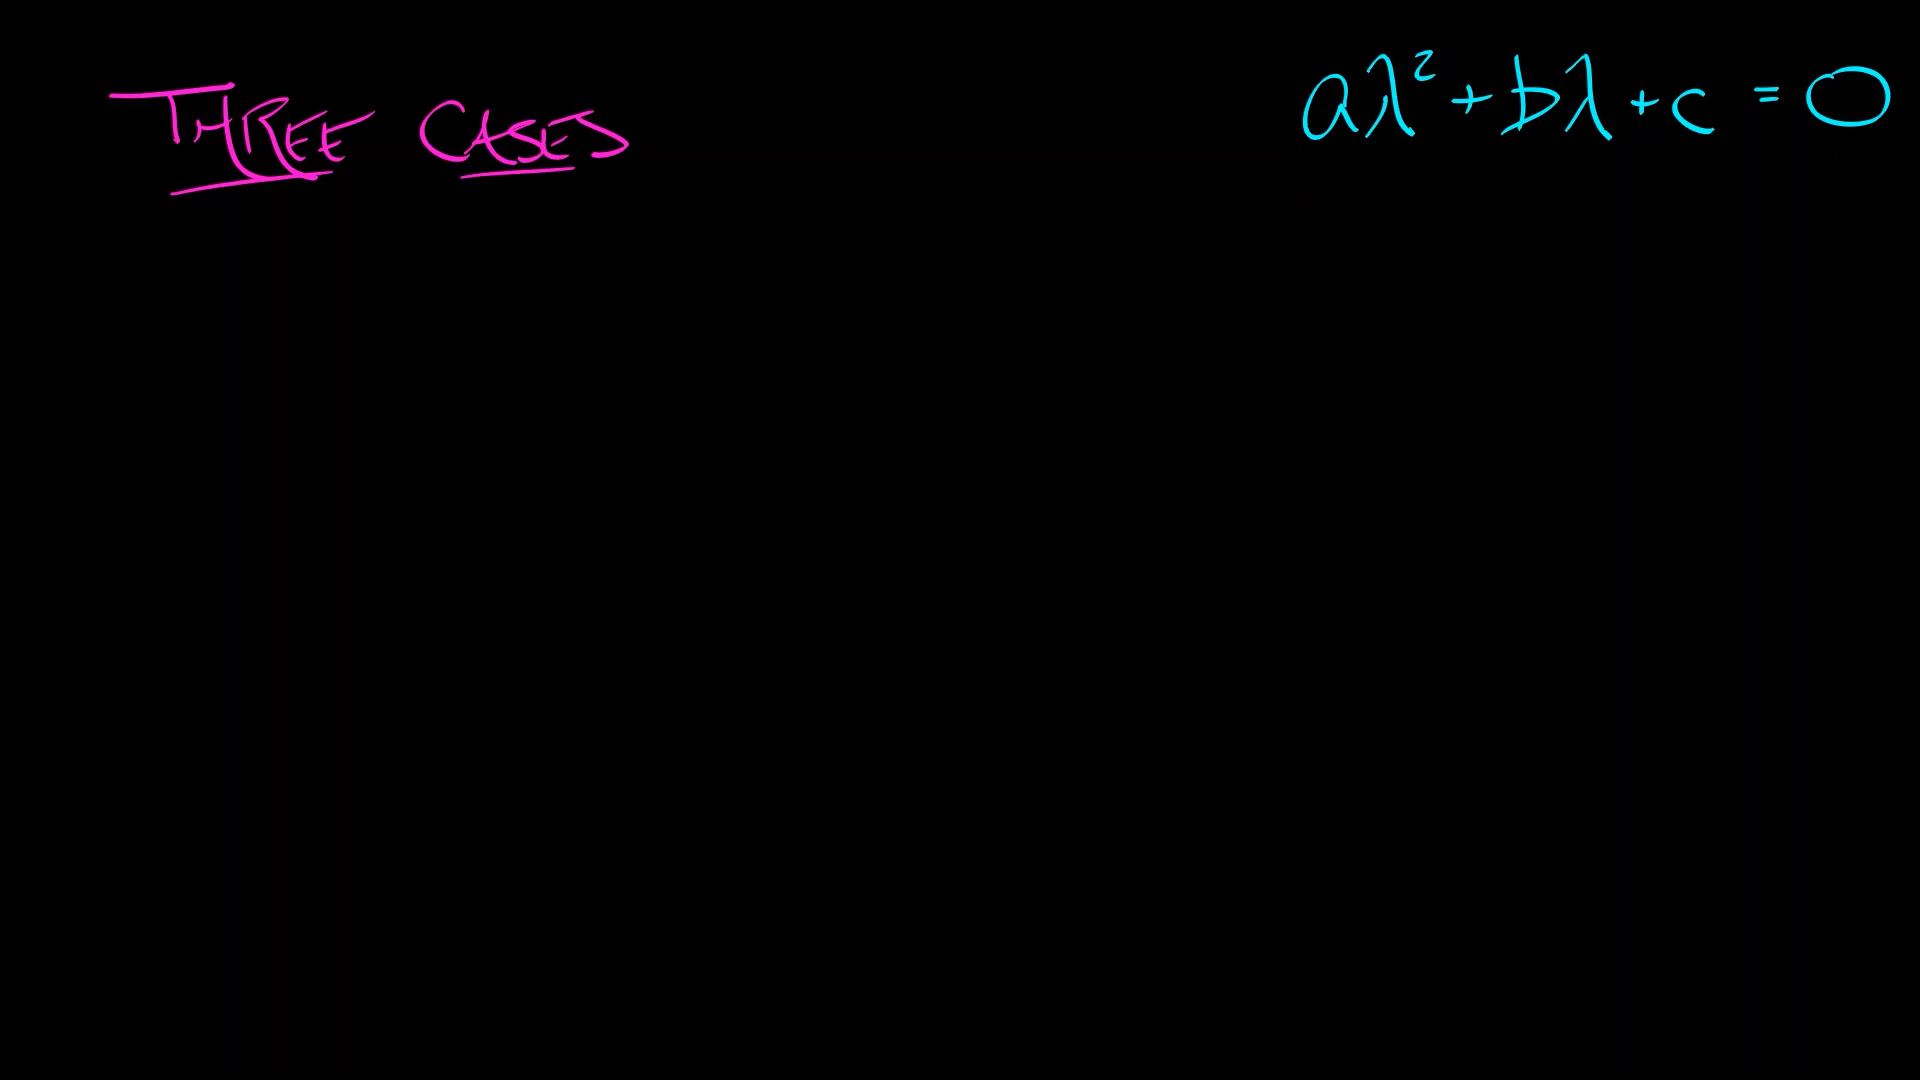 THREE CASES
aλ² + bλ + c = 0